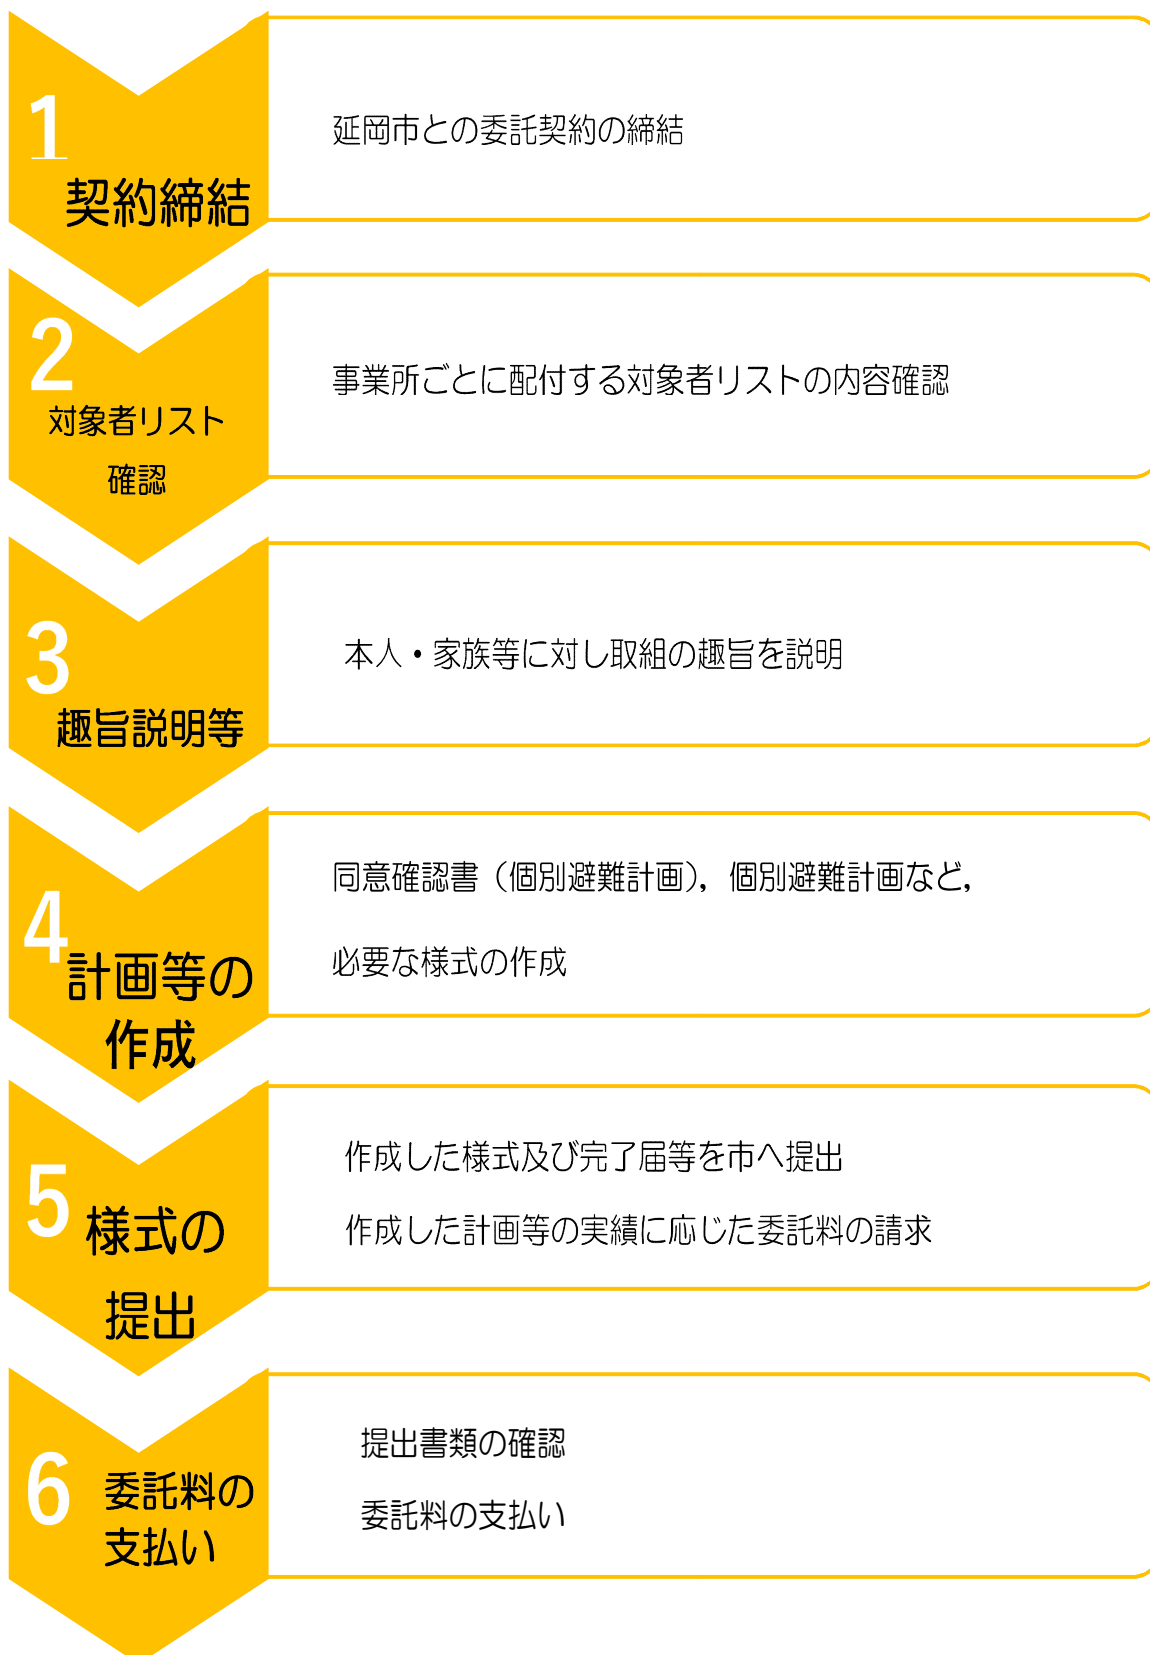 1
契約締結
延岡市との委託契約の締結
2
対象者リスト
確認
事業所ごとに配付する対象者リストの内容確認
3
趣旨説明等
本人・家族等に対し取組の趣旨を説明
4
計画等の
作成
同意確認書（個別避難計画），個別避難計画など，
必要な様式の作成
5
様式の
提出
作成した様式及び完了届等を市へ提出
作成した計画等の実績に応じた委託料の請求
6
委託料の
支払い
提出書類の確認
委託料の支払い